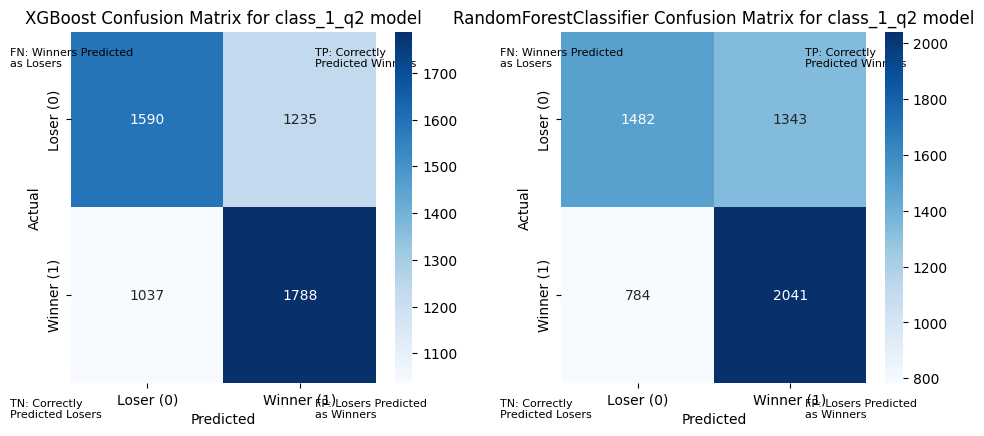 XGBoost Confusion Matrix for class_1_q2 model
FN: Winners Predicted
as Losers
TP: Correctly
Predicted Winners
1590
1235
1037
1788
Loser (0)
Winner (1)
Actual
Loser (0)
Winner (1)
Predicted
TN: Correctly
Predicted Losers
FP: Losers Predicted
as Winners
1700
1600
1500
1400
1300
1200
1100
RandomForestClassifier Confusion Matrix for class_1_q2 model
FN: Winners Predicted
as Losers
TP: Correctly
Predicted Winners
1482
1343
784
2041
Loser (0)
Winner (1)
Actual
Loser (0)
Winner (1)
Predicted
TN: Correctly
Predicted Losers
FP: Losers Predicted
as Winners
2000
1800
1600
1400
1200
1000
800